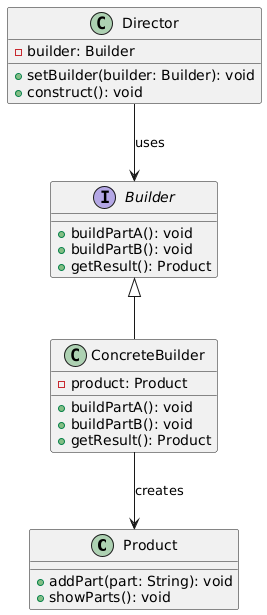 C Director
builder: Builder
setBuilder(builder: Builder): void
construct(): void
uses
I Builder
buildPartA(): void
buildPartB(): void
getResult(): Product
C ConcreteBuilder
product: Product
buildPartA(): void
buildPartB(): void
getResult(): Product
creates
C Product
addPart(part: String): void
showParts(): void